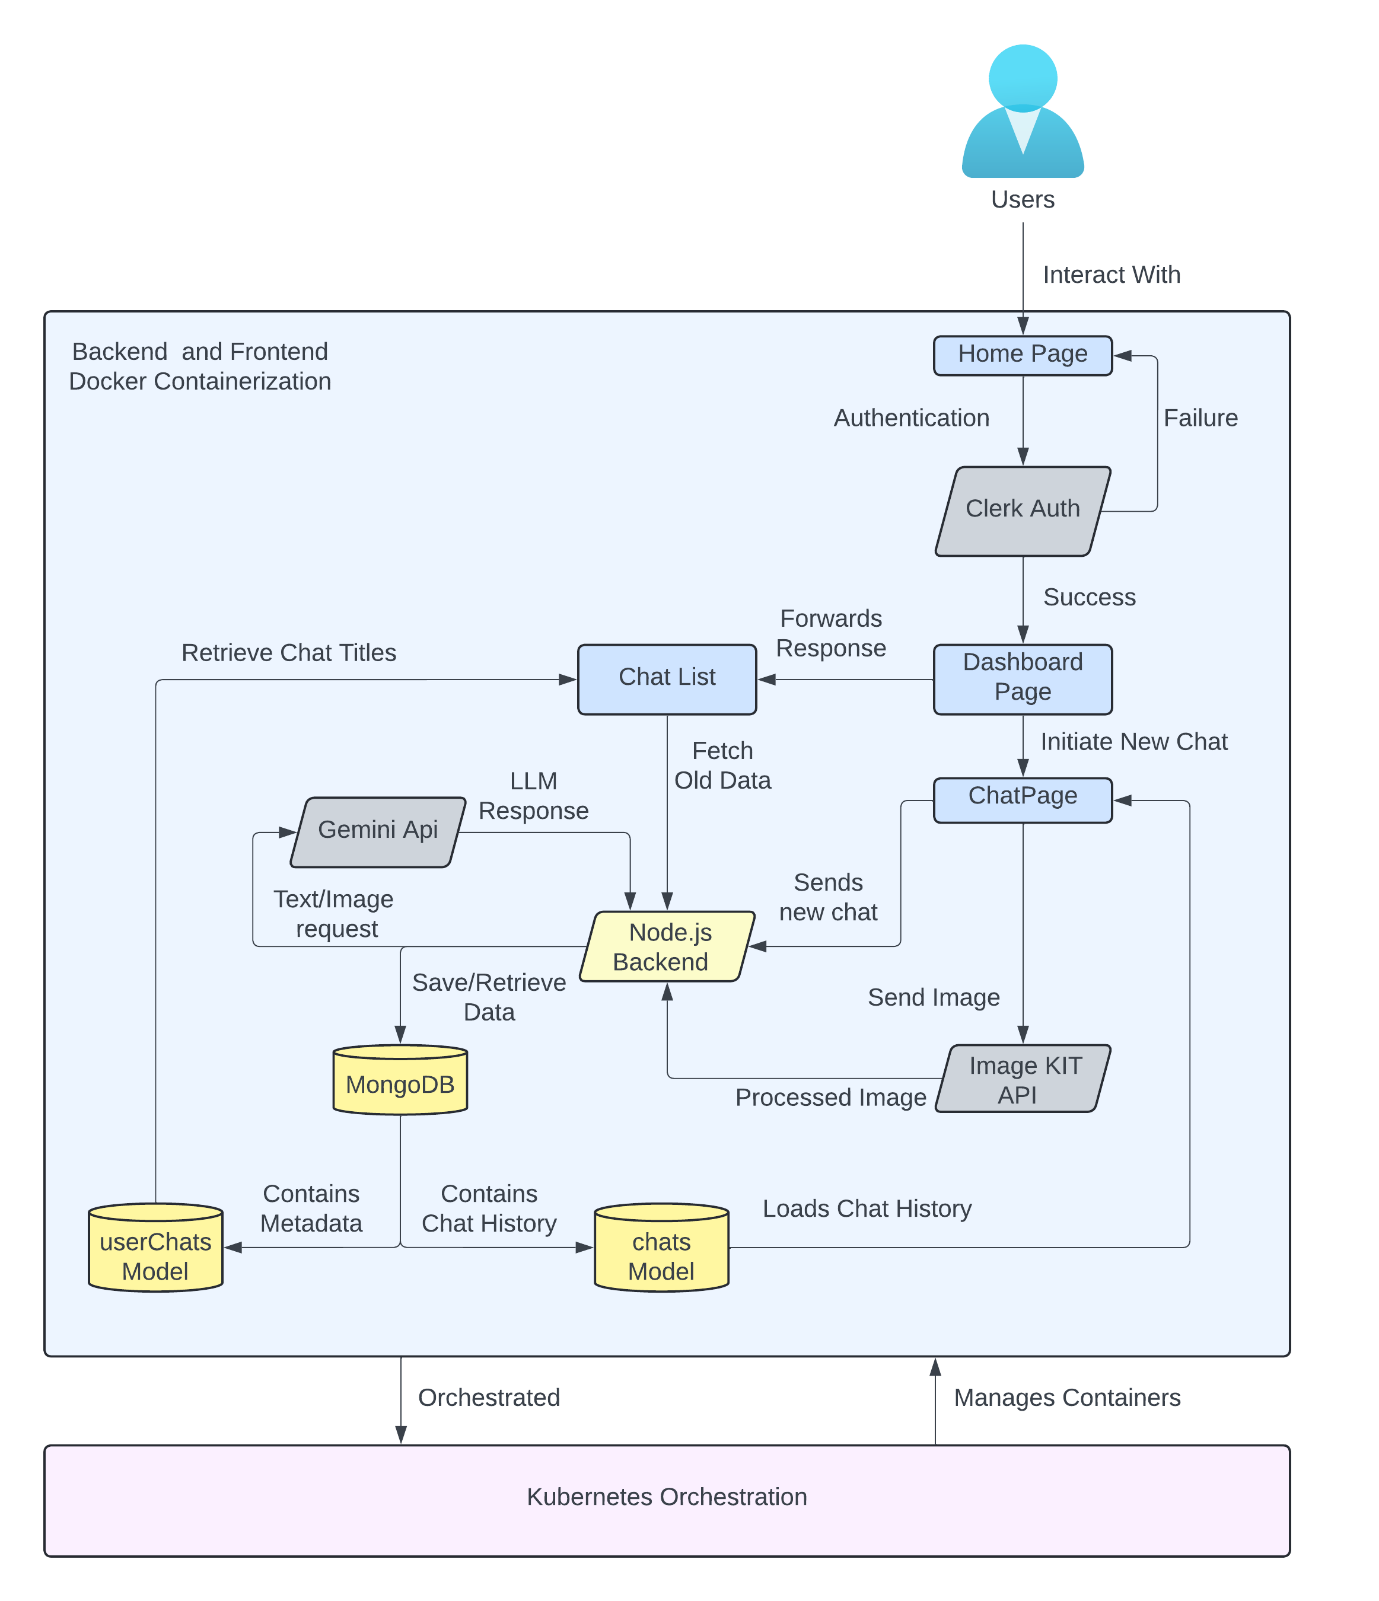 Users
Interact With
Backend and Frontend
Docker Containerization
Home Page
Authentication
Failure
Clerk Auth
Success
Forwards
Response
Retrieve Chat Titles
Chat List
Dashboard
Page
Initiate New Chat
Fetch
Old Data
LLM
Response
ChatPage
Gemini Api
Text/Image
request
Sends
new chat
Node.js
Backend
Save/Retrieve
Data
Send Image
MongoDB
Image KIT
API
Processed Image
Contains
Metadata
Contains
Chat History
Loads Chat History
userChats
Model
chats
Model
Orchestrated
Manages Containers
Kubernetes Orchestration